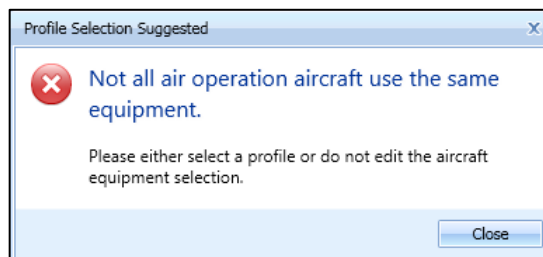 Profile Selection Suggested
Not all air operation aircraft use the same
equipment.
Please either select a profile or do not edit the aircraft
equipment selection.
Close